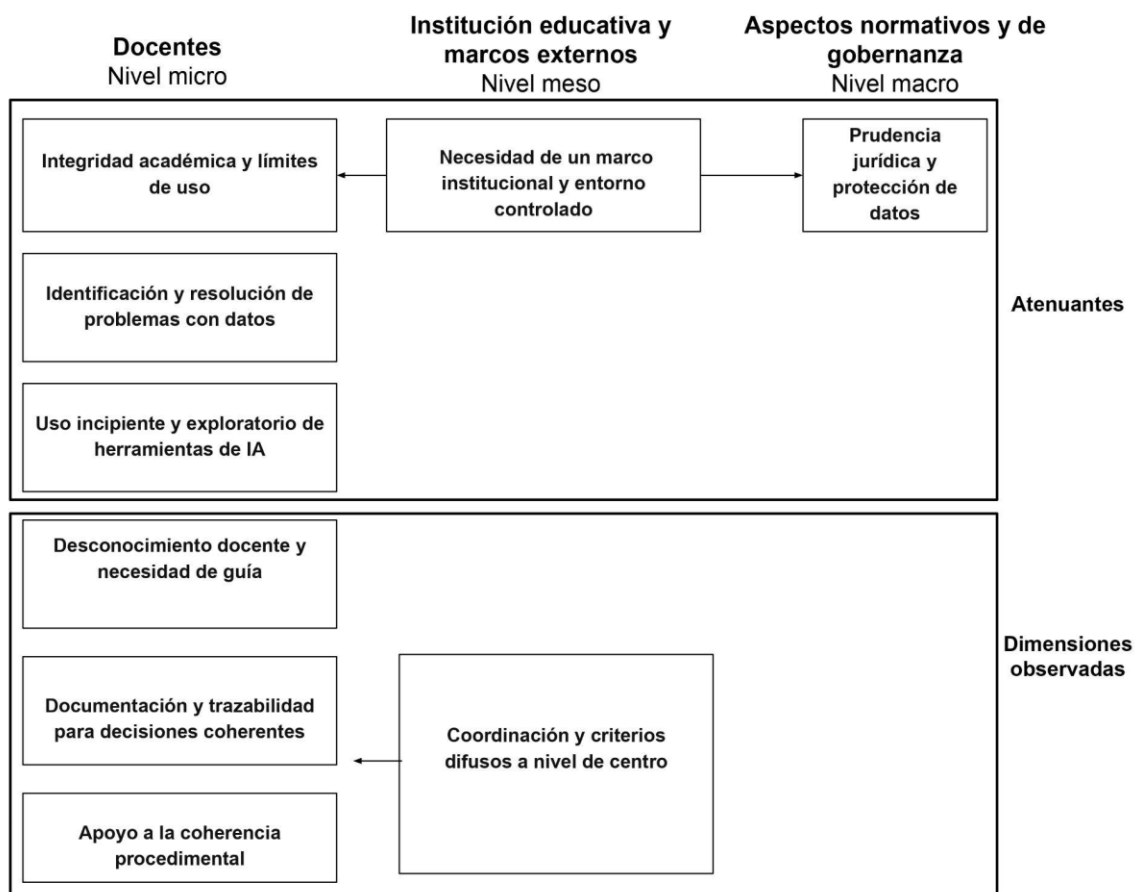 Docentes
Nivel micro
Institución educativa y
marcos externos
Nivel meso
Aspectos normativos y de
gobernanza
Nivel macro
Integridad académica y límites
de uso
Necesidad de un marco
institucional y entorno
controlado
Prudencia
jurídica y
protección de
datos
Identificación y resolución de
problemas con datos
Atenuantes
Uso incipiente y exploratorio de
herramientas de IA
Desconocimiento docente y
necesidad de guía
Dimensiones
observadas
Documentación y trazabilidad
para decisiones coherentes
Coordinación y criterios
difusos a nivel de centro
Apoyo a la coherencia
procedimental